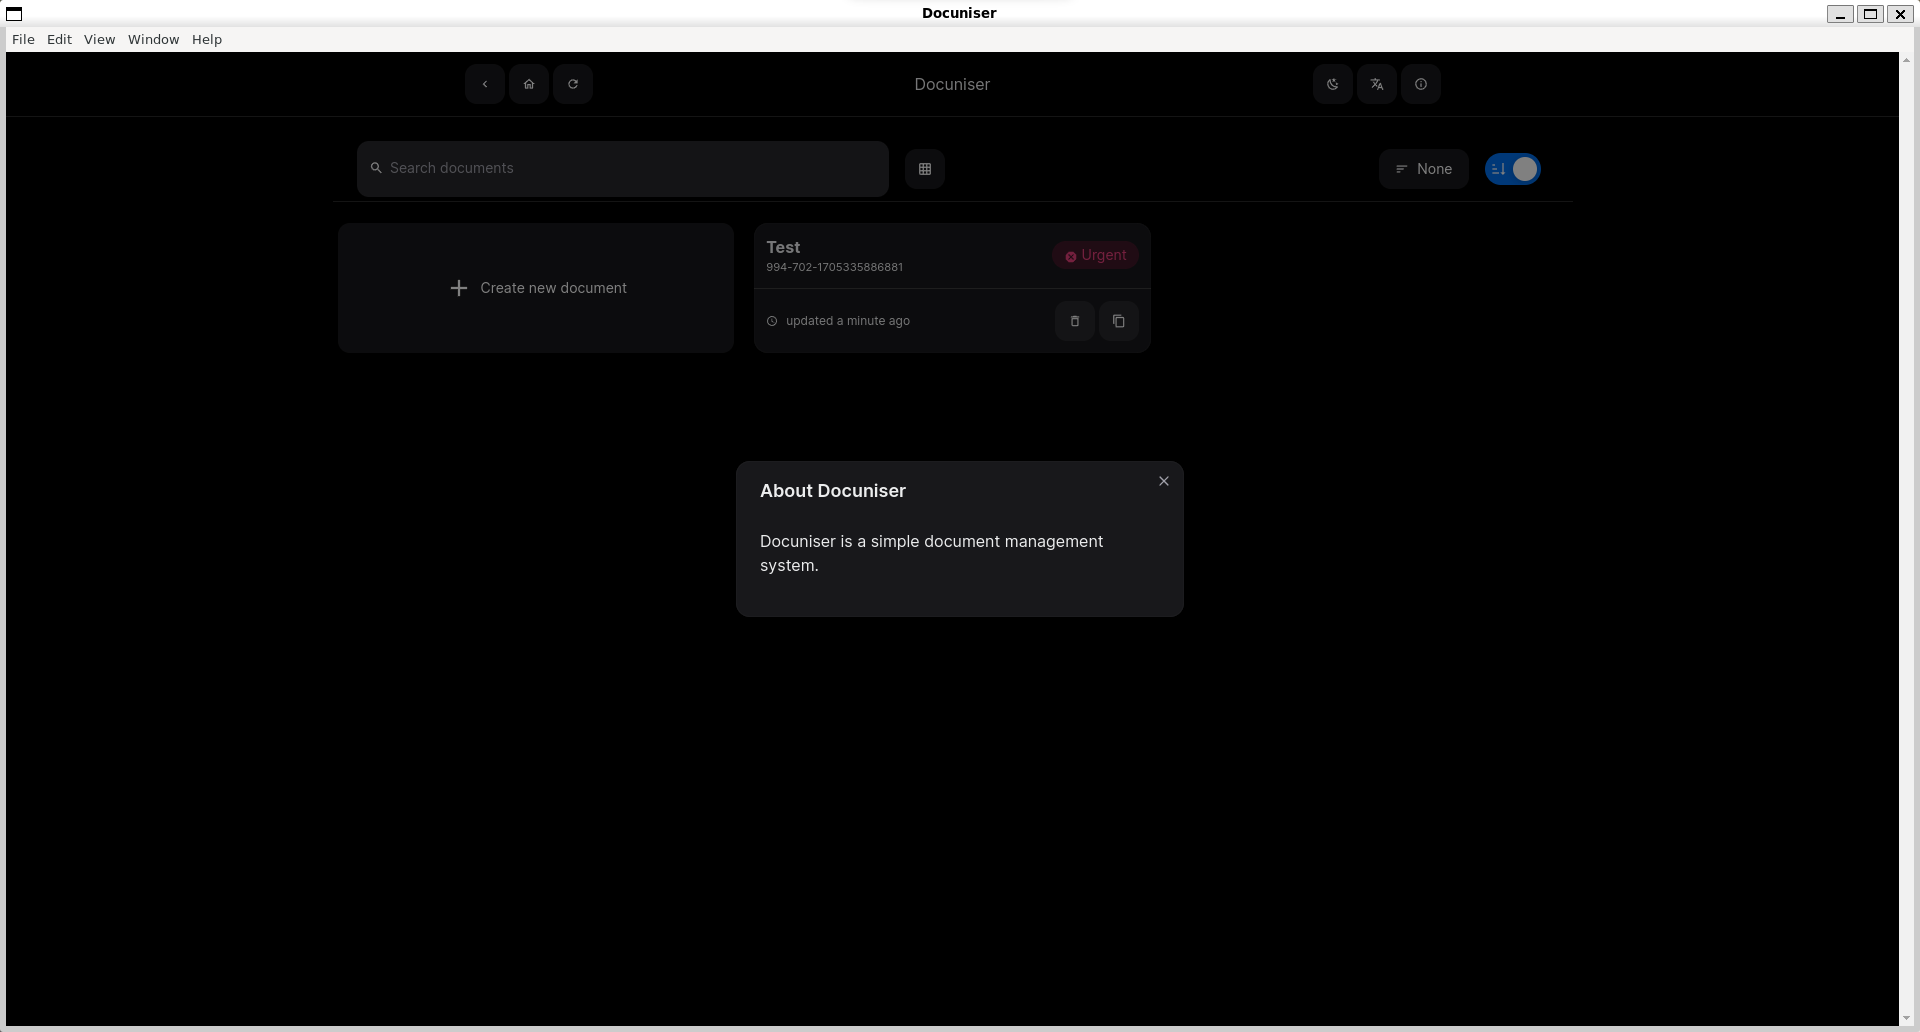 Docuniser
File Edit View Window Help
Docuniser
Search documents
None
Create new document
Test
994-702-1705335886881
Urgent
updated a minute ago
About Docuniser
Docuniser is a simple document management
system.